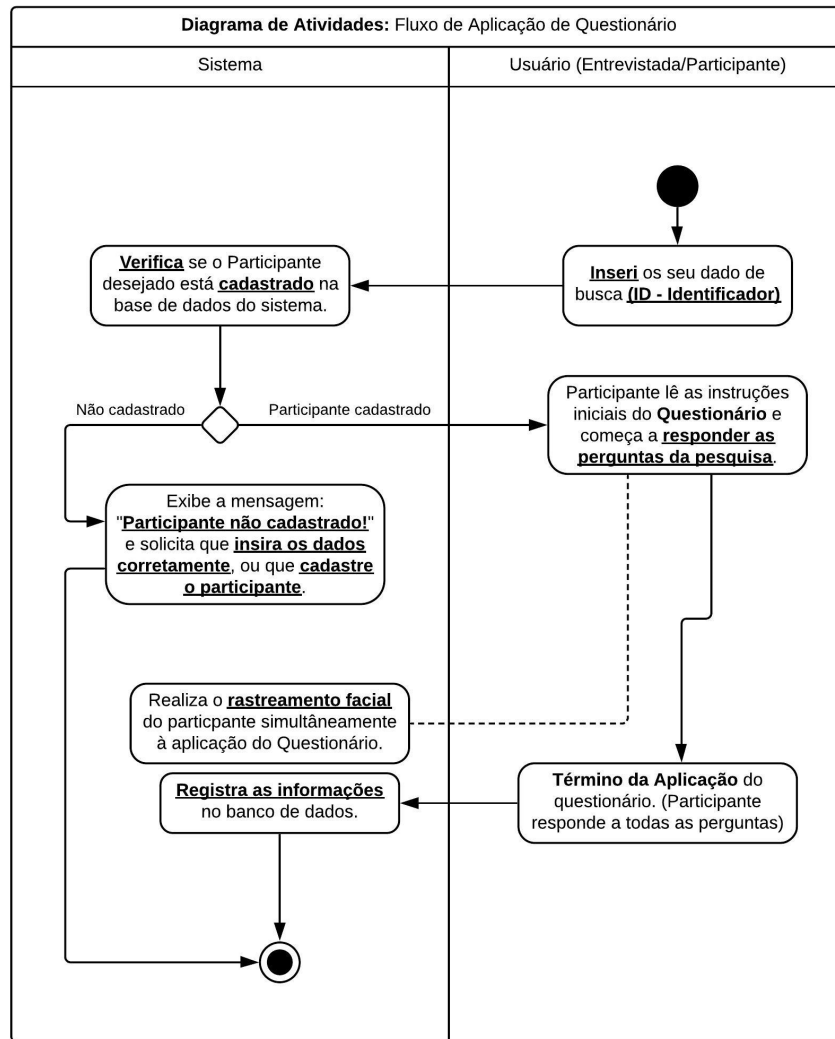 Diagrama de Atividades: Fluxo de Aplicação de Questionário
Sistema
Usuário (Entrevistada/Participante)
Verifica se o Participante
desejado está cadastrado na
base de dados do sistema.
Inseri os seu dado de
busca (ID - Identificador)
Não cadastrado
Participante cadastrado
Participante lê as instruções
iniciais do Questionário e
começa a responder as
perguntas da pesquisa.
Exibe a mensagem:
"Participante não cadastrado!"
e solicita que insira os dados
corretamente, ou que cadastre
o participante.
Realiza o rastreamento facial
do particpante simultâneamente
à aplicação do Questionário.
Término da Aplicação do
questionário. (Participante
responde a todas as perguntas)
Registra as informações
no banco de dados.